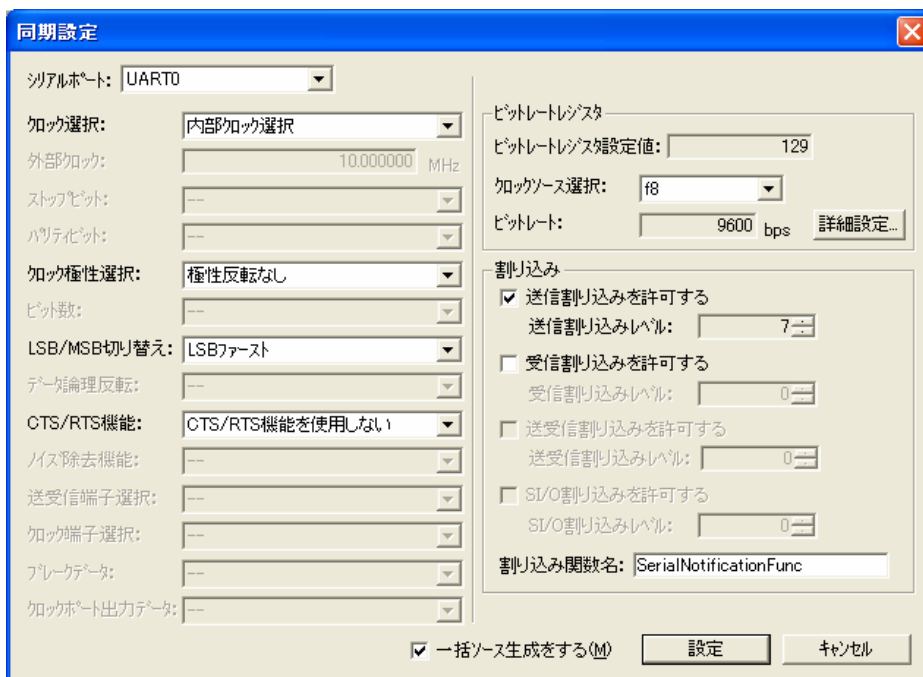 同期設定
シリアルポート: UART0
クロック選択: 内部クロック選択
外部クロック: 10.000000 MHz
ストップビット: --
パリティビット: --
クロック極性選択: 極性反転なし
ビット数: --
LSB/MSB切り替え: LSBファースト
データ論理反転: --
CTS/RTS機能: CTS/RTS機能を使用しない
ノイズ除去機能: --
送受信端子選択: --
クロック端子選択: --
ブレークデータ: --
クロックポート出力データ: --
ビットレートレジスタ
ビットレートレジスタ設定値: 129
クロックソース選択: f8
ビットレート: 9600 bps 詳細設定...
割り込み
送信割り込みを許可する
送信割り込みレベル: 7
受信割り込みを許可する
受信割り込みレベル: 0
送受信割り込みを許可する
送受信割り込みレベル: 0
SI/O割り込みを許可する
SI/O割り込みレベル: 0
割り込み関数名: SerialNotificationFunc
一括ソース生成をする(M) 設定 キャンセル